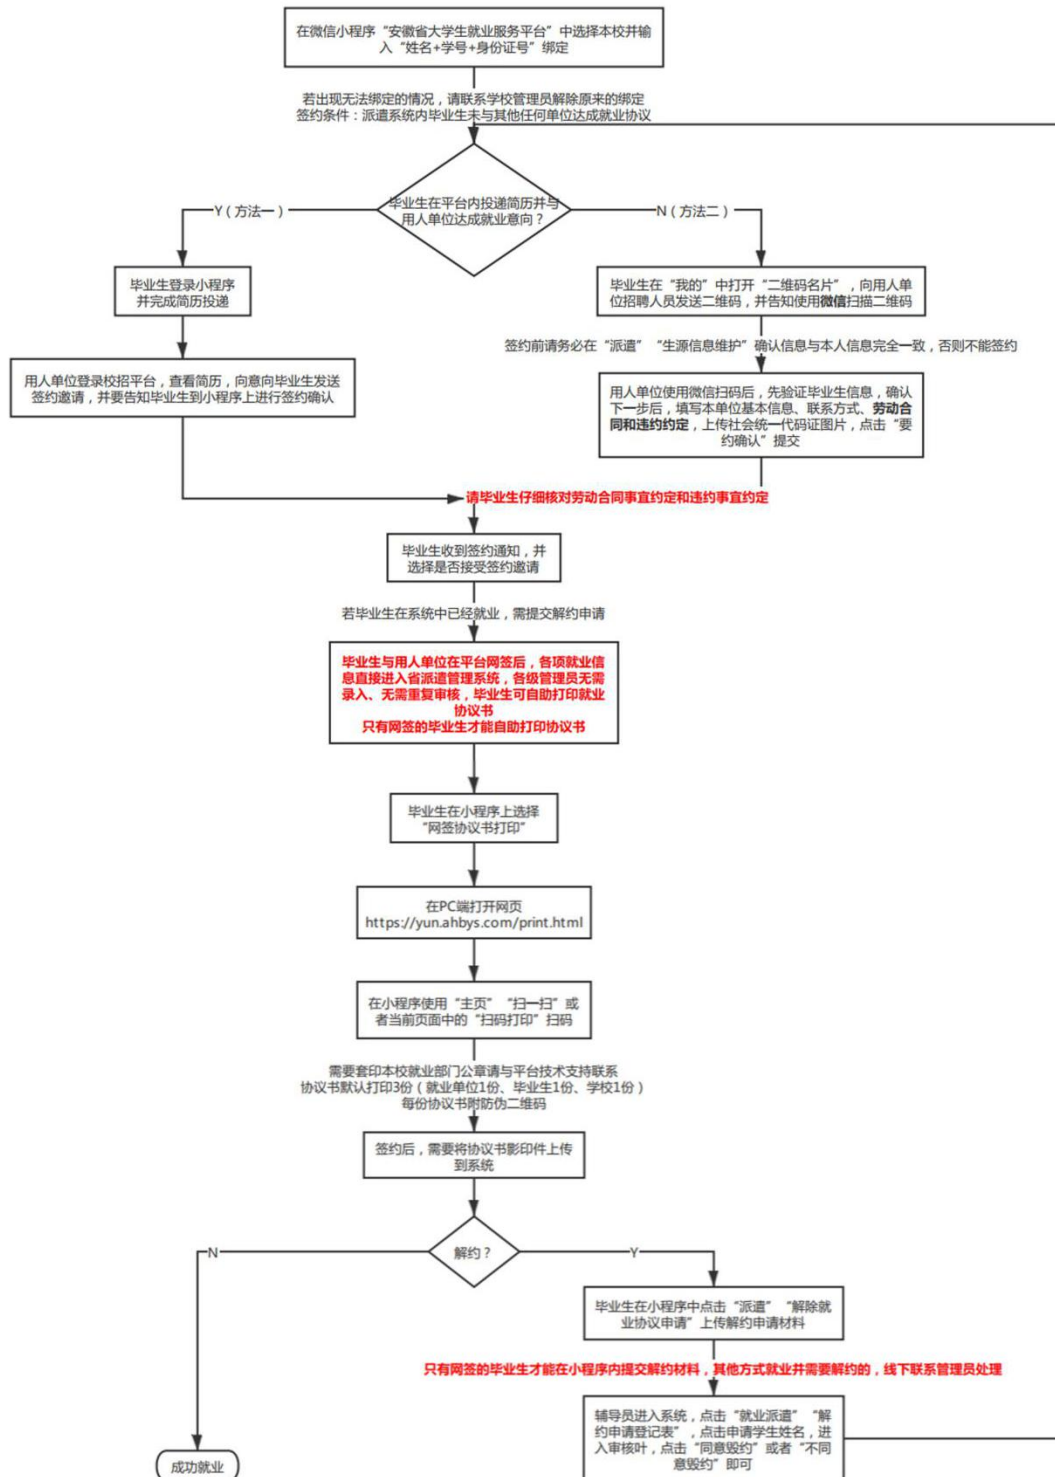 在微信小程序“安徽省大学生就业服务平台”中选择本校并输
入“姓名+学号+身份证号”绑定
若出现无法绑定的情况，请联系学校管理员解除原来的绑定
签约条件：派遣系统内毕业生未与其他任何单位达成就业协议
毕业生在平台内投递简历并与
用人单位达成就业意向？
Y（方法一）
N（方法二）
毕业生登录小程序
并完成简历投递
毕业生在“我的”中打开“二维码名片”，向用人单
位招聘人员发送二维码，并告知使用微信扫描二维码
签约前请务必在“派遣”“生源信息维护”确认信息与本人信息完全一致，否则不能签约
用人单位登录校招平台，查看简历，向意向毕业生发送
签约邀请，并要告知毕业生到小程序上进行签约确认
用人单位使用微信扫码后，先验证毕业生信息，确认
下一步后，填写本单位基本信息、联系方式、劳动合
同和违约约定，上传社会统一代码证图片，点击“要
约确认”提交
请毕业生仔细核对劳动合同事宜约定和违约事宜约定
毕业生收到签约通知，并
选择是否接受签约邀请
若毕业生在系统中已经就业，需提交解约申请
毕业生与用人单位在平台网签后，各项就业信
息直接进入省派遣管理系统，各级管理员无需
录入、无需重复审核，毕业生可自助打印就业
协议书
只有网签的毕业生才能自助打印协议书
毕业生在小程序上选择
“网签协议书打印”
在PC端打开网页
https://yun.ahbys.com/print.html
在小程序使用“主页”“扫一扫”或
者当前页面中的“扫码打印”扫码
需要套印本校就业部门公章请与平台技术支持联系
协议书默认打印3份（就业单位1份、毕业生1份、学校1份）
每份协议书附防伪二维码
签约后，需要将协议书影印件上传
到系统
解约？
N
Y
毕业生在小程序中点击“派遣”“解除就
业协议申请”上传解约申请材料
只有网签的毕业生才能在小程序内提交解约材料，其他方式就业并需要解约的，线下联系管理员处理
辅导员进入系统，点击“就业派遣”“解
约申请登记表”，点击申请学生姓名，进
入审核叶，点击“同意毁约”或者“不同
意毁约”即可
成功就业